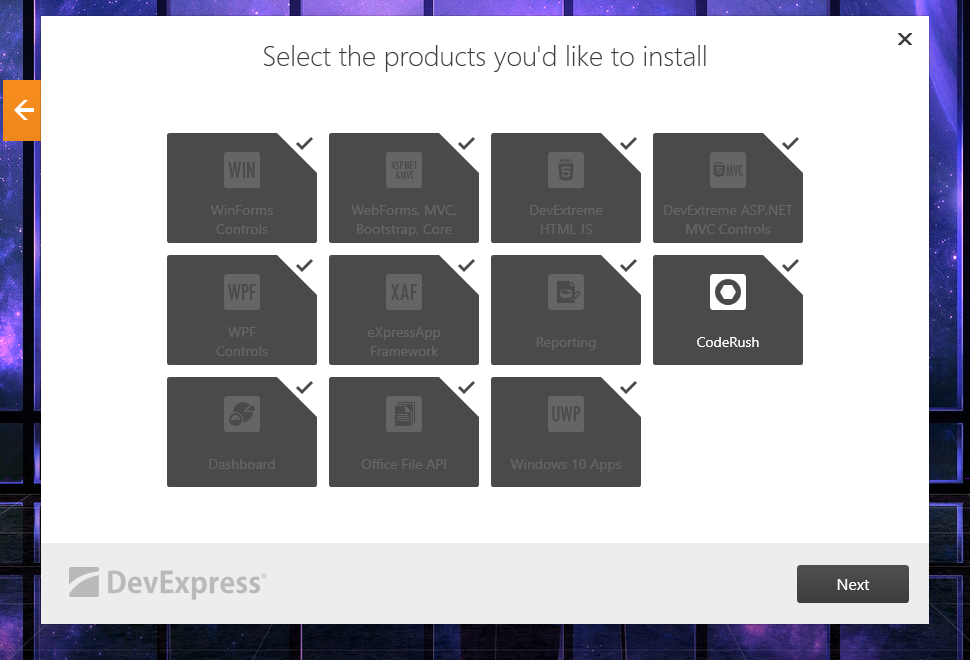 Select the products you'd like to install
WIN
WinForms
Controls
ASP.NET
&MVC
WebForms, MVC,
Bootstrap, Core
5
DevExtreme
HTML JS
5 MVC
DevExtreme ASP.NET
MVC Controls
WPF
WPF
Controls
XAF
eXpressApp
Framework
Reporting
CodeRush
Dashboard
Office File API
UWP
Windows 10 Apps
DevExpress®
Next